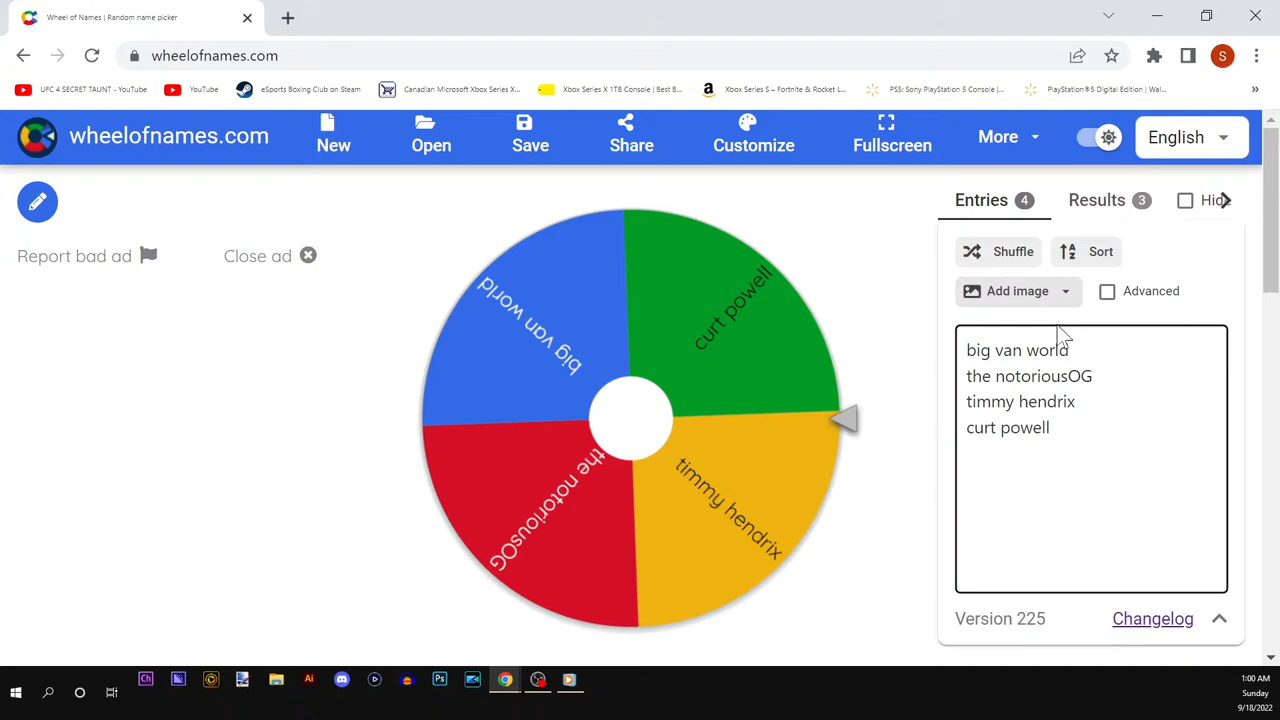 Wheel of Names | Random name picker
wheelofnames.com
UFC 4 SECRET TAUNT - YouTube
YouTube
eSports Boxing Club on Steam
Canadian Microsoft Xbox Series X...
Xbox Series X 1TB Console | Best B...
Xbox Series S – Fortnite & Rocket L...
PS5: Sony PlayStation 5 Console |...
PlayStation®5 Digital Edition | Wal...
S
wheelofnames.com
New
Open
Save
Share
Customize
Fullscreen
More
English
Report bad ad
Close ad
big van world
curt powell
the notoriousOG
timmy hendrix
Entries 4
Results 3
Hide
Shuffle
Sort
Add image
Advanced
big van world
the notoriousOG
timmy hendrix
curt powell
Version 225
Changelog
Ch
Ai
Ps
1:00 AM
Sunday
9/18/2022